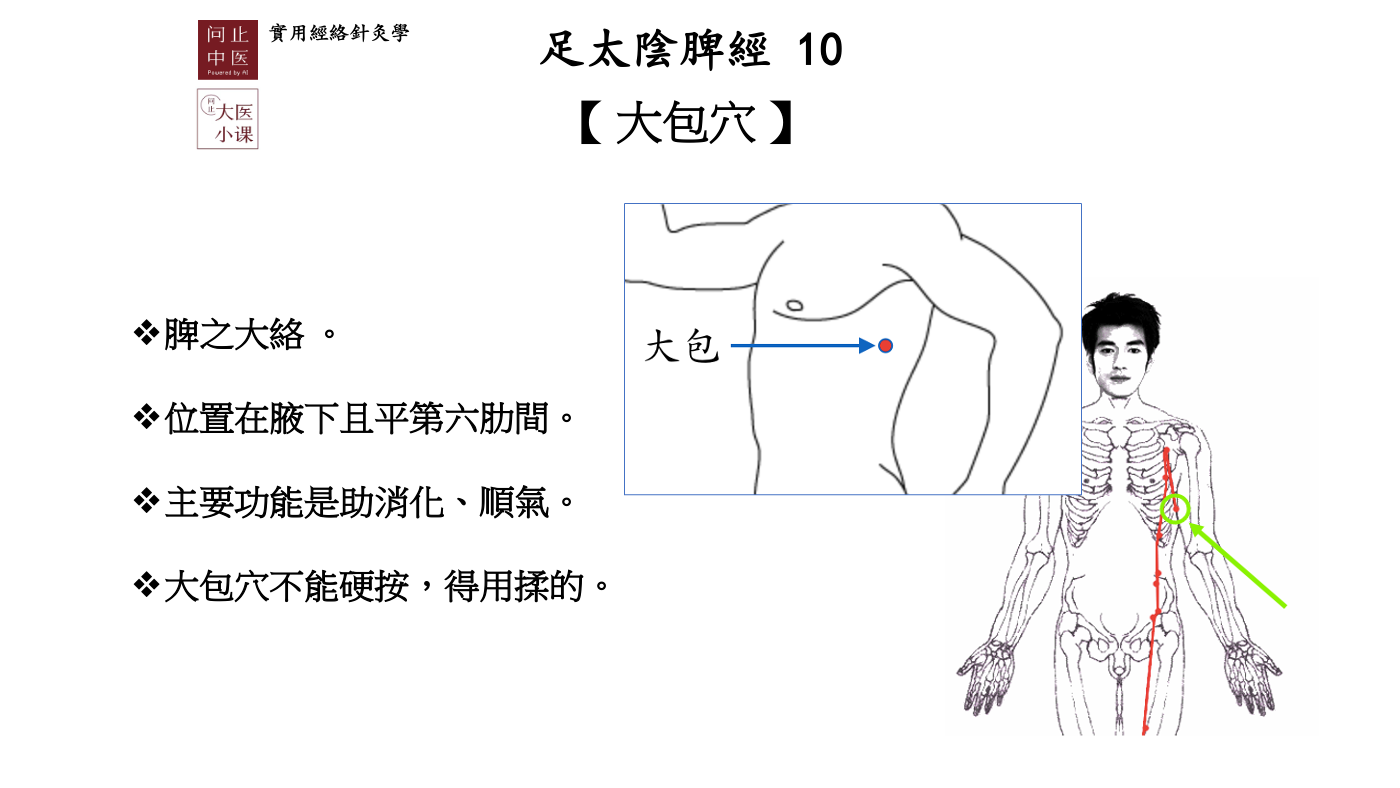 问止
中医
Powered by AI
實用經絡針灸學
问止
大医
小课
足太陰脾經 10
【大包穴】
❖脾之大絡 。
❖位置在腋下且平第六肋間。
❖主要功能是助消化、順氣。
❖大包穴不能硬按，得用揉的。
大包